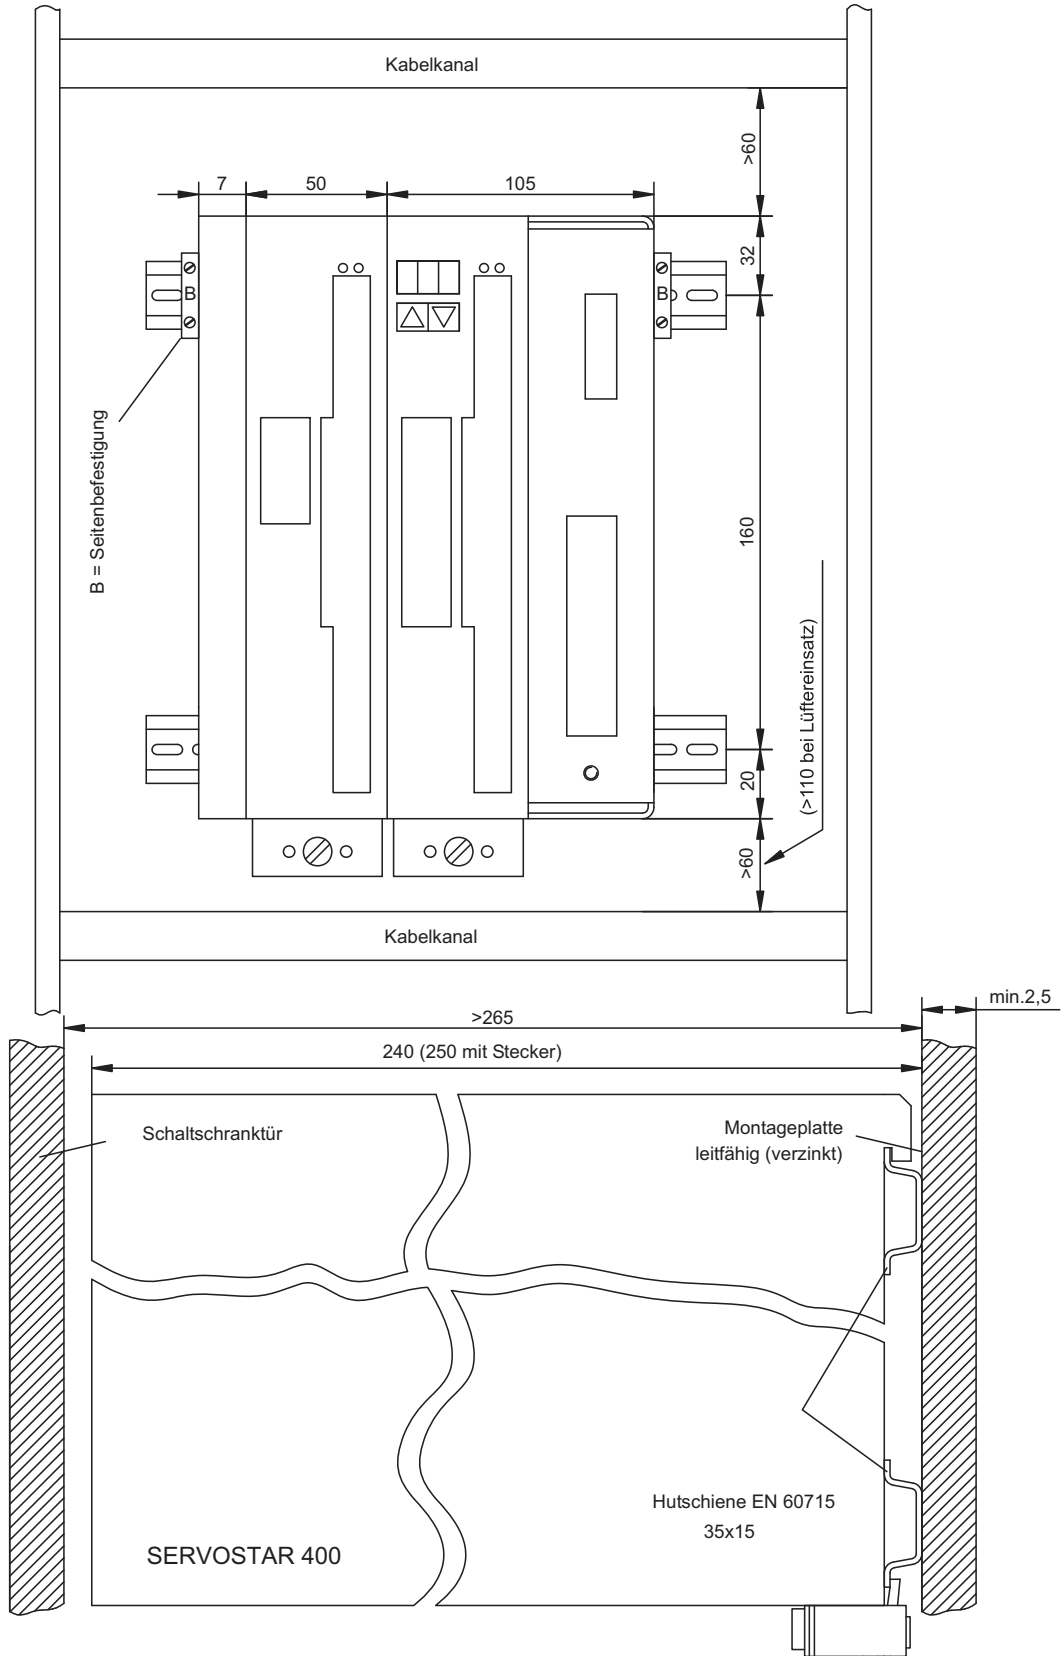 Kabelkanal
>60
7
50
105
32
B
B
B = Seitenbefestigung
160
(>110 bei Lüftereinsatz)
20
>60
Kabelkanal
min.2,5
>265
240 (250 mit Stecker)
Schaltschranktür
Montageplatte
leitfähig (verzinkt)
Hutschiene EN 60715
35x15
SERVOSTAR 400